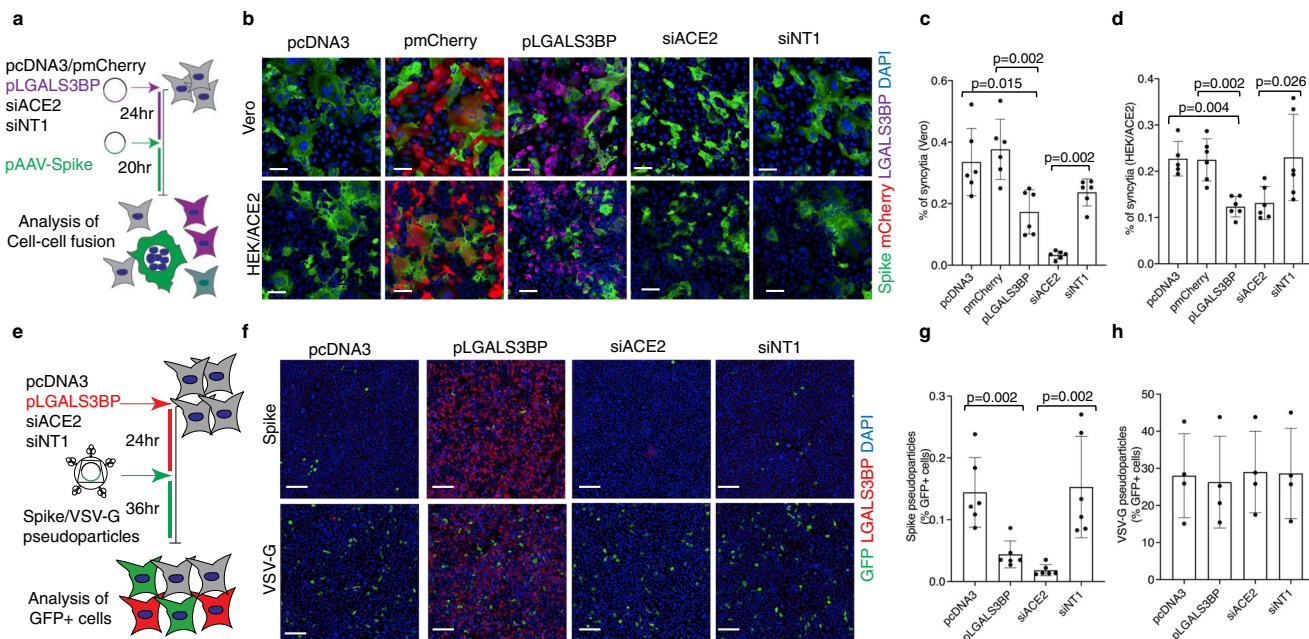 a
pcDNA3/pmCherry
pLGALS3BP
siACE2
siNT1
24hr
pAAV-Spike
20hr
Analysis of
Cell-cell fusion
b
pcDNA3
pmCherry
pLGALS3BP
siACE2
siNT1
Vero
HEK/ACE2
Spike mCherry LGALS3BP DAPI
c
p=0.002
p=0.015
p=0.002
% of syncytia (Vero)
0.6
0.4
0.2
0.0
pcDNA3
pmCherry
pLGALS3BP
siACE2
siNT1
d
p=0.002
p=0.026
p=0.004
% of syncytia (HEK/ACE2)
0.4
0.3
0.2
0.1
0.0
pcDNA3
pmCherry
pLGALS3BP
siACE2
siNT1
e
pcDNA3
pLGALS3BP
siACE2
siNT1
24hr
36hr
Spike/VSV-G
pseudoparticles
Analysis of
GFP+ cells
f
pcDNA3
pLGALS3BP
siACE2
siNT1
Spike
VSV-G
GFP LGALS3BP DAPI
g
p=0.002
p=0.002
Spike pseudoparticles
(% GFP+ cells)
0.3
0.2
0.1
0.0
pcDNA3
pLGALS3BP
siACE2
siNT1
h
VSV-G pseudoparticles
(% GFP+ cells)
50
40
30
20
10
0
pcDNA3
pLGALS3BP
siACE2
siNT1